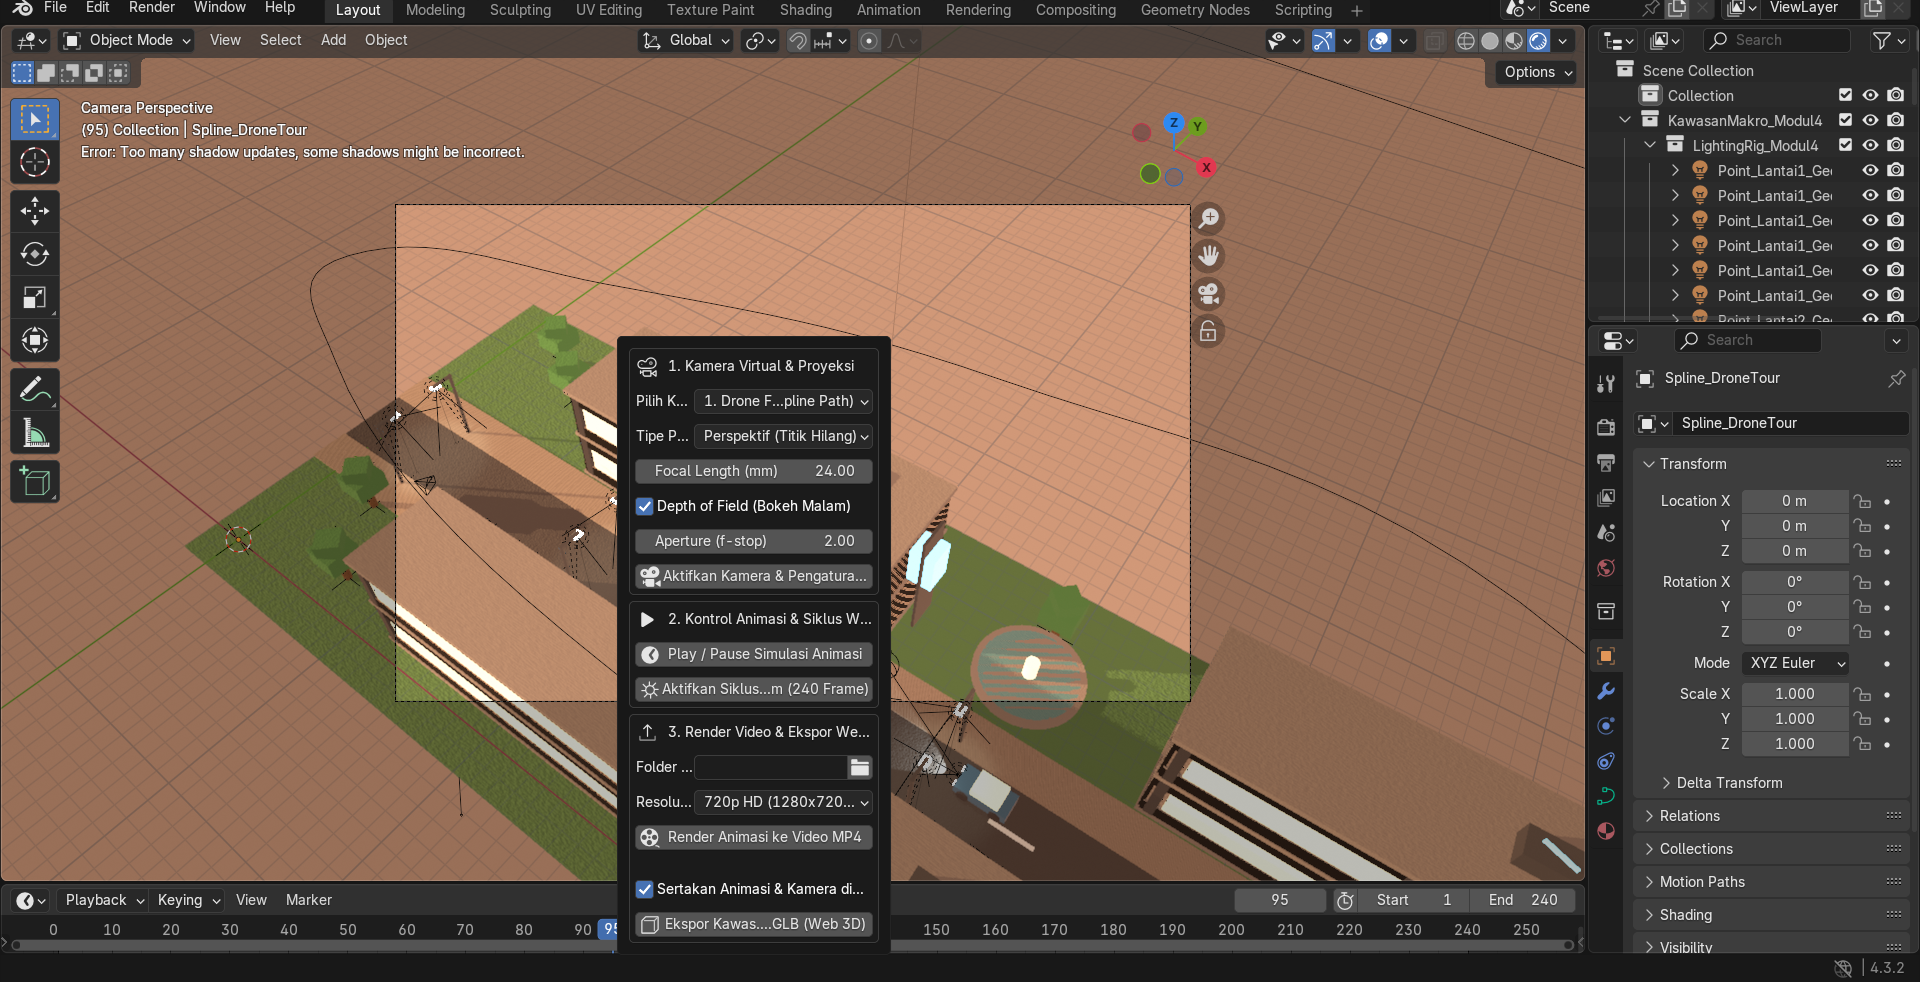 File Edit Render Window Help Layout Modeling Sculpting UV Editing Texture Paint Shading Animation Rendering Compositing Geometry Nodes Scripting + Scene ViewLayer
Object Mode View Select Add Object Global Search
Options
Camera Perspective
(95) Collection | Spline_DroneTour
Error: Too many shadow updates, some shadows might be incorrect.
Z Y X
1. Kamera Virtual & Proyeksi
Pilih K... 1. Drone F...pline Path)
Tipe P... Perspektif (Titik Hilang)
Focal Length (mm) 24.00
Depth of Field (Bokeh Malam)
Aperture (f-stop) 2.00
Aktifkan Kamera & Pengatura...
2. Kontrol Animasi & Siklus W...
Play / Pause Simulasi Animasi
Aktifkan Siklus...m (240 Frame)
3. Render Video & Ekspor We...
Folder ...
Resolu... 720p HD (1280x720...
Render Animasi ke Video MP4
Sertakan Animasi & Kamera di...
Ekspor Kawas....GLB (Web 3D)
Scene Collection
Collection
KawasanMakro_Modul4
LightingRig_Modul4
Point_Lantai1_Ge
Point_Lantai1_Ge
Point_Lantai1_Ge
Point_Lantai1_Ge
Point_Lantai1_Ge
Point_Lantai1_Ge
Point_Lantai2_Ge
Search
Spline_DroneTour
Spline_DroneTour
Transform
Location X 0 m
Y 0 m
Z 0 m
Rotation X 0°
Y 0°
Z 0°
Mode XYZ Euler
Scale X 1.000
Y 1.000
Z 1.000
Delta Transform
Relations
Collections
Motion Paths
Shading
Visibility
Playback Keying View Marker 95 Start 1 End 240
0 10 20 30 40 50 60 70 80 90 95 150 160 170 180 190 200 210 220 230 240 250
4.3.2